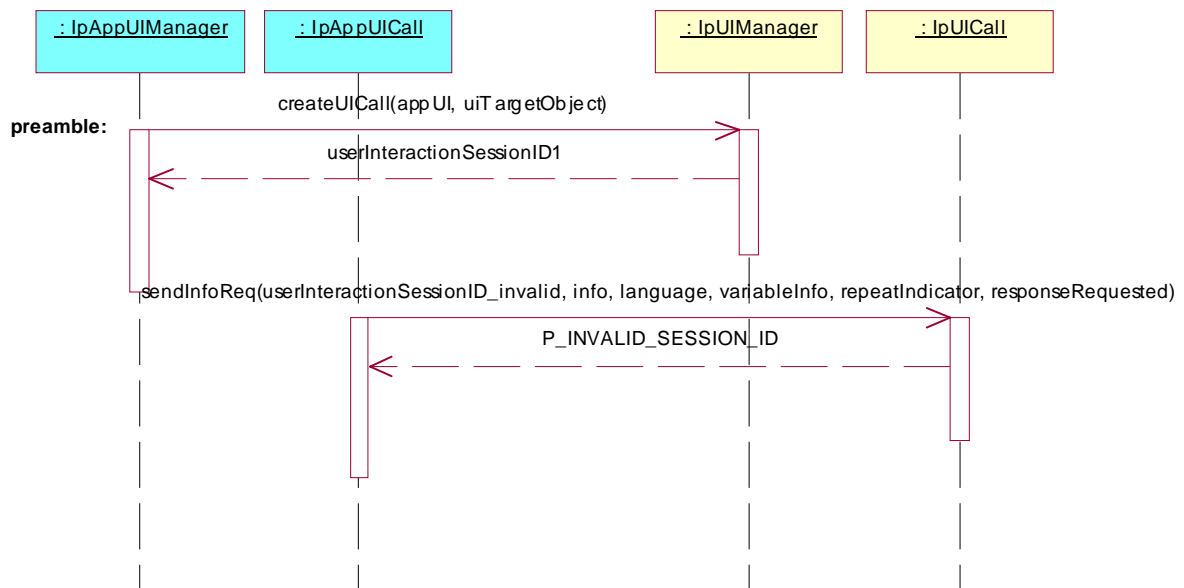 : IpAppUIManager
: IpAppUICall
: IpUIManager
: IpUICall
createUICall(appUI, uiTargetObject)
preamble:
userInteractionSessionID1
sendInfoReq(userInteractionSessionID_invalid, info, language, variableInfo, repeatIndicator, responseRequested)
P_INVALID_SESSION_ID